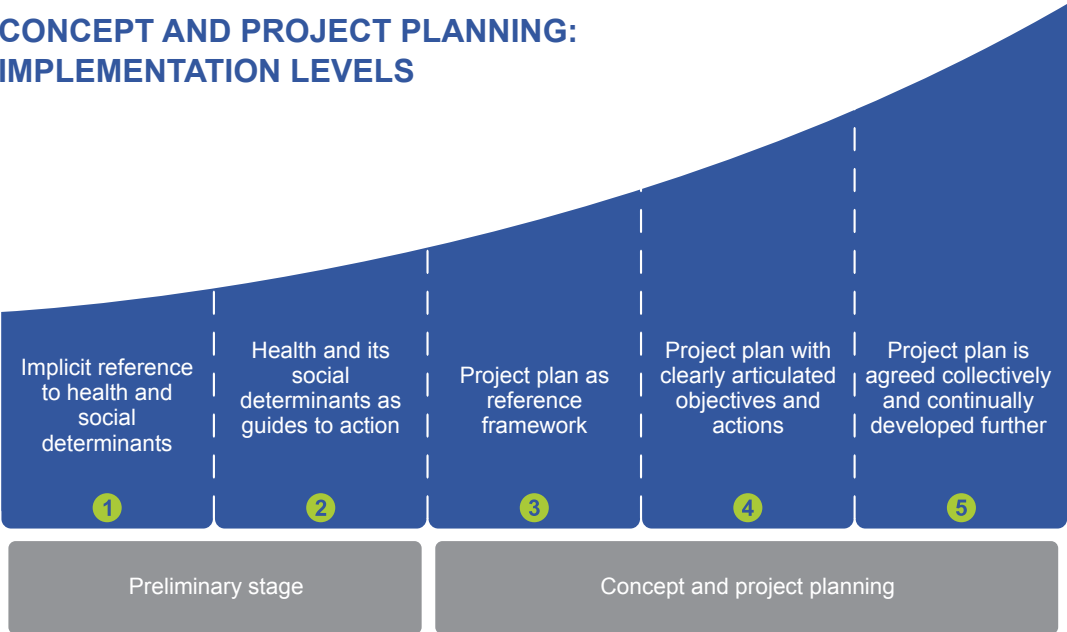 CONCEPT AND PROJECT PLANNING:
IMPLEMENTATION LEVELS
Implicit reference
to health and
social
determinants
1
Health and its
social
determinants as
guides to action
2
Project plan as
reference
framework
3
Project plan with
clearly articulated
objectives and
actions
4
Project plan is
agreed collectively
and continually
developed further
5
Preliminary stage
Concept and project planning